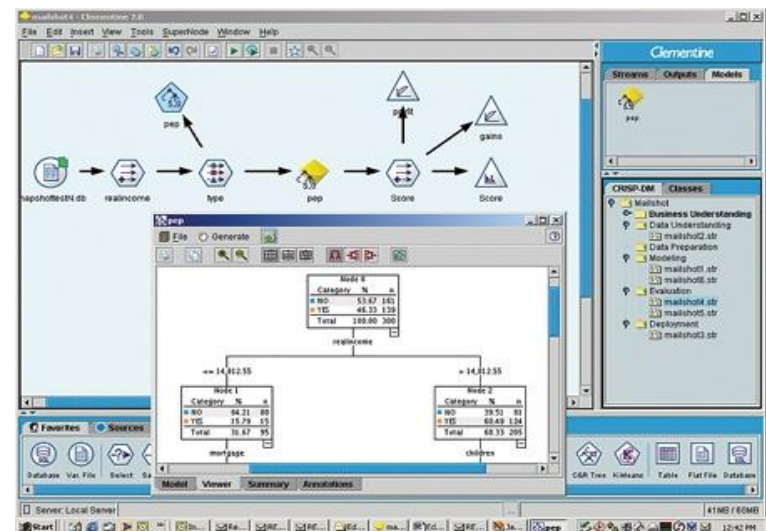 mailshot4 - Clementine 7.0
File Edit Insert View Tools SuperNode Window Help
Clementine
Streams Outputs Models
pep
pep
profit
gains
realincome type pep Score Score
CRISP-DM Classes
Mailshot
Business Understanding
Data Understanding
mailshot2.str
Data Preparation
Modeling
mailshot1.str
mailshot6.str
Evaluation
mailshot4.str
mailshot5.str
Deployment
mailshot3.str
pep
File Generate
Node 0
Category % n
NO 53.67 161
YES 46.33 139
Total 100.00 300
realincome
<= 14,012.55 > 14,012.55
Node 1
Category % n
NO 84.21 80
YES 15.79 15
Total 31.67 95
mortgage
Node 2
Category % n
NO 39.51 81
YES 60.49 124
Total 68.33 205
children
Model Viewer Summary Annotations
Favorites Sources
Database Var. File Select
C&R Tree K-Means Table Flat File Database
Server: Local Server
41MB / 60MB
Start
pep
12:42 PM